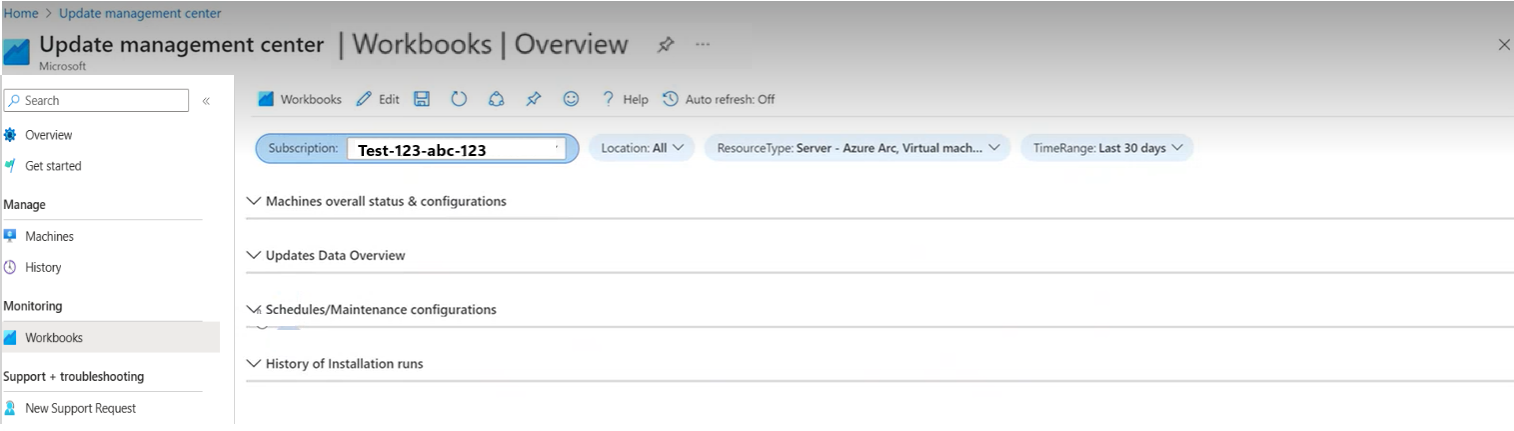 Home > Update management center
Update management center | Workbooks | Overview ...
Microsoft
Search «
Overview
Get started
Manage
Machines
History
Monitoring
Workbooks
Support + troubleshooting
New Support Request
Workbooks Edit ? Help Auto refresh: Off
Subscription: Test-123-abc-123 Location: All ResourceType: Server - Azure Arc, Virtual mach... TimeRange: Last 30 days
Machines overall status & configurations
Updates Data Overview
Schedules/Maintenance configurations
History of Installation runs